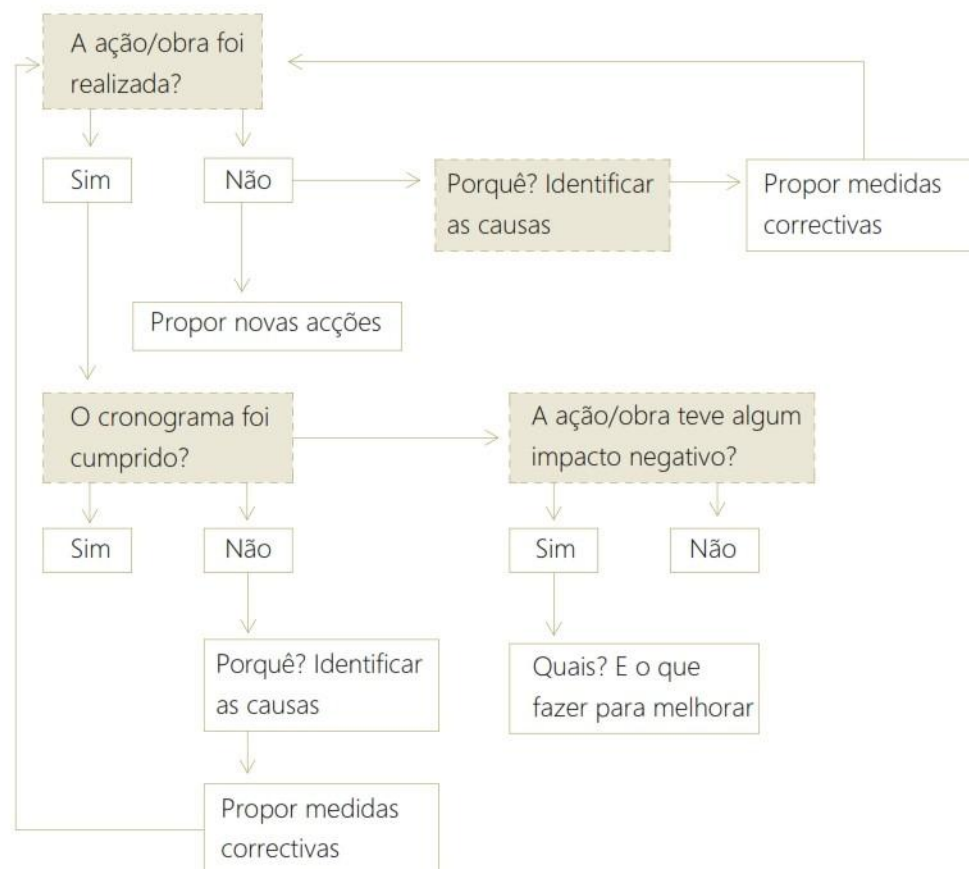 A ação/obra foi
realizada?
Sim
Não
Porquê? Identificar
as causas
Propor medidas
correctivas
Propor novas acções
O cronograma foi
cumprido?
A ação/obra teve algum
impacto negativo?
Sim
Não
Sim
Não
Porquê? Identificar
as causas
Quais? E o que
fazer para melhorar
Propor medidas
correctivas